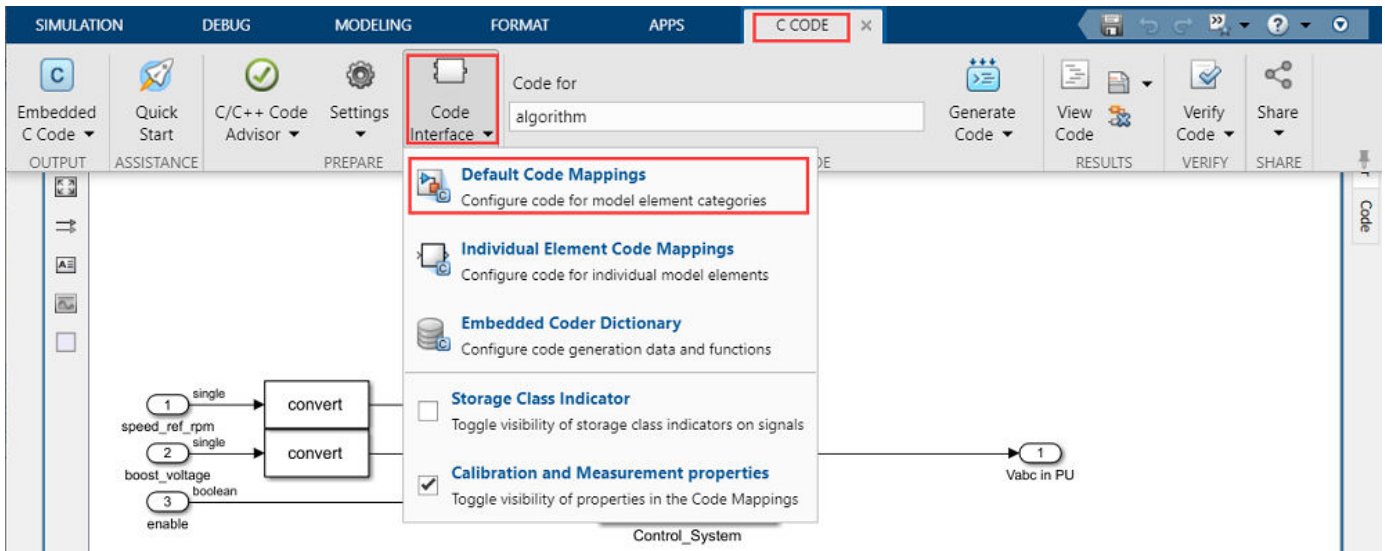 SIMULATION DEBUG MODELING FORMAT APPS C CODE
C Embedded C Code
Quick Start
C/C++ Code Advisor
Settings
Code Interface
Code for
algorithm
Generate Code
View Code
Verify Code
Share
OUTPUT ASSISTANCE PREPARE DE RESULTS VERIFY SHARE
Default Code Mappings
Configure code for model element categories
Individual Element Code Mappings
Configure code for individual model elements
Embedded Coder Dictionary
Configure code generation data and functions
Storage Class Indicator
Toggle visibility of storage class indicators on signals
Calibration and Measurement properties
Toggle visibility of properties in the Code Mappings
Code
1 single convert
speed_ref_rpm
2 single convert
boost_voltage
3 boolean
enable
1
Vabc in PU
Control_System